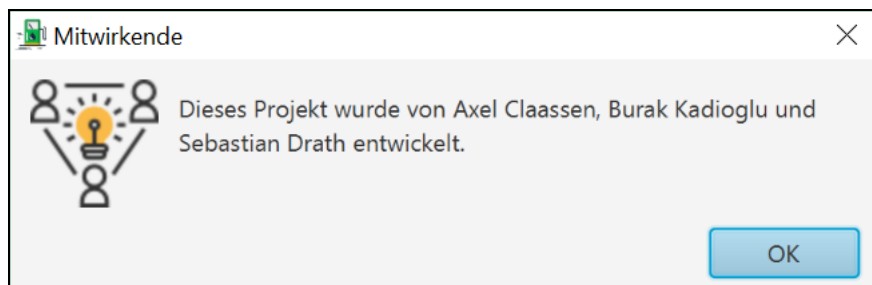 Mitwirkende
Dieses Projekt wurde von Axel Claassen, Burak Kadioglu und
Sebastian Drath entwickelt.
OK